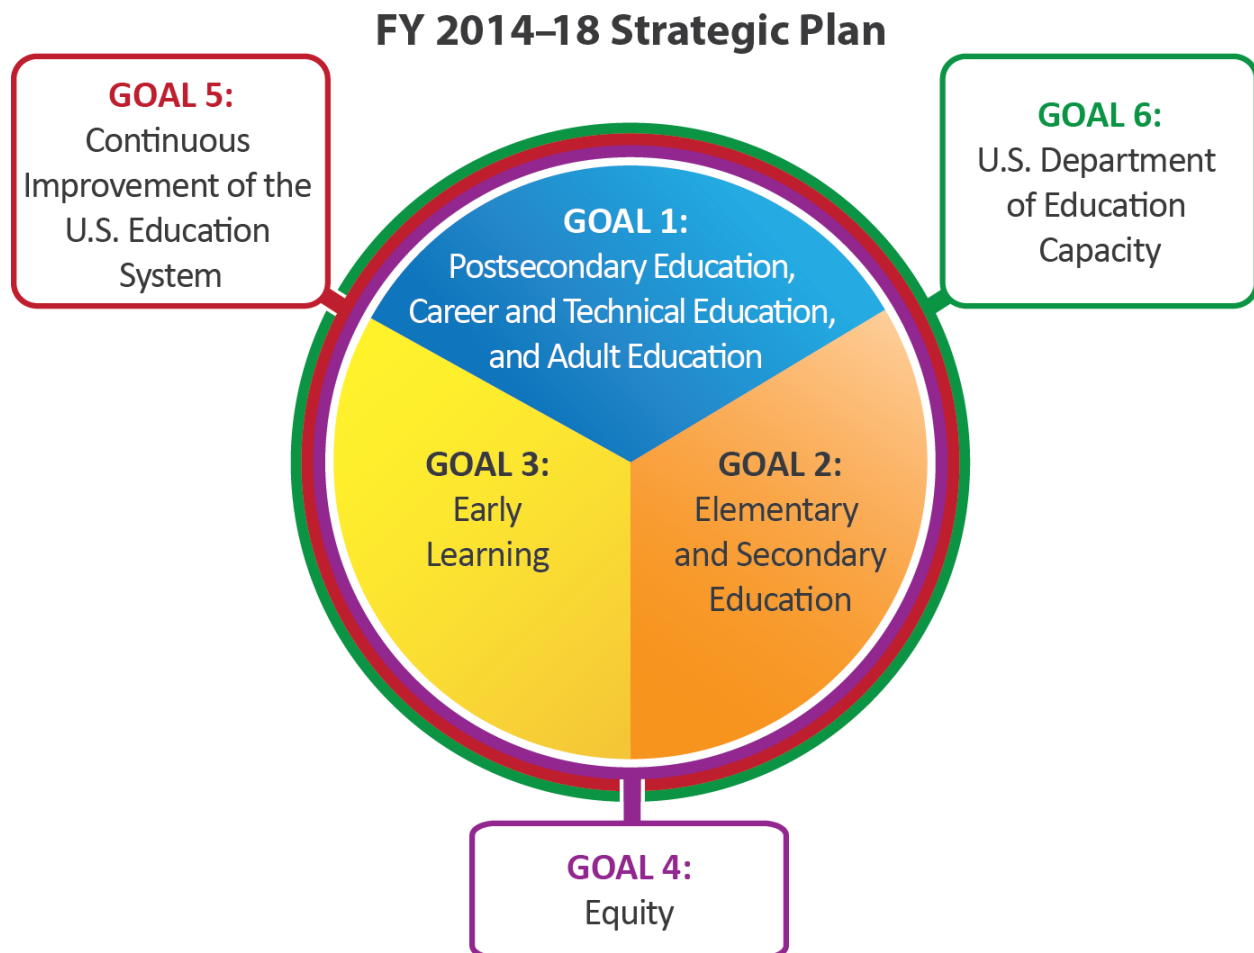 FY 2014–18 Strategic Plan
GOAL 5:
Continuous
Improvement of the
U.S. Education
System
GOAL 6:
U.S. Department
of Education
Capacity
GOAL 1:
Postsecondary Education,
Career and Technical Education,
and Adult Education
GOAL 3:
Early
Learning
GOAL 2:
Elementary
and Secondary
Education
GOAL 4:
Equity